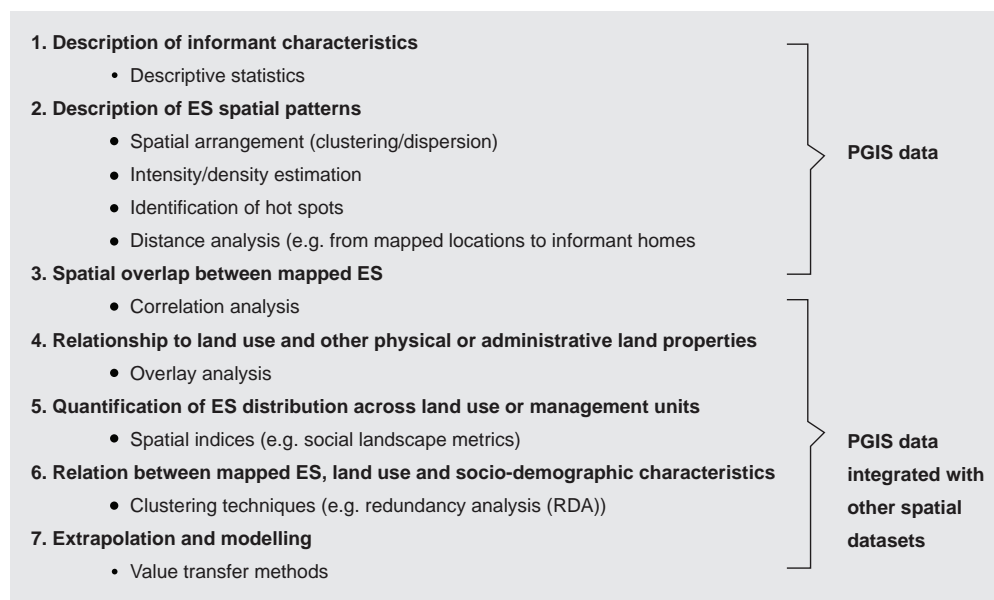 1. Description of informant characteristics
• Descriptive statistics
2. Description of ES spatial patterns
• Spatial arrangement (clustering/dispersion)
• Intensity/density estimation
• Identification of hot spots
• Distance analysis (e.g. from mapped locations to informant homes
3. Spatial overlap between mapped ES
• Correlation analysis
4. Relationship to land use and other physical or administrative land properties
• Overlay analysis
5. Quantification of ES distribution across land use or management units
• Spatial indices (e.g. social landscape metrics)
6. Relation between mapped ES, land use and socio-demographic characteristics
• Clustering techniques (e.g. redundancy analysis (RDA))
7. Extrapolation and modelling
• Value transfer methods
PGIS data
PGIS data
integrated with
other spatial
datasets